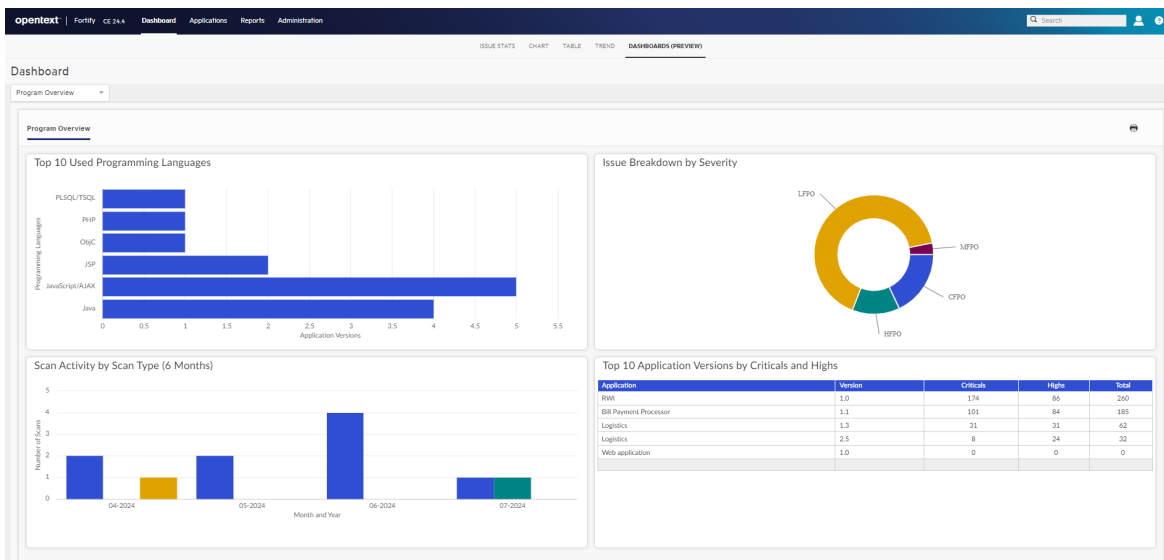 opentext™ | Fortify CE 24.4 Dashboard Applications Reports Administration Search
ISSUE STATS CHART TABLE TREND DASHBOARDS (PREVIEW)
Dashboard
Program Overview
Program Overview
Top 10 Used Programming Languages
Programming Languages
PLSQL/TSQL
PHP
ObjC
JSP
JavaScript/AJAX
Java
0 0.5 1 1.5 2 2.5 3 3.5 4 4.5 5 5.5
Application Versions
Issue Breakdown by Severity
LFPO
MFPO
CFPO
HFPO
Scan Activity by Scan Type (6 Months)
Number of Scans
5
4
3
2
1
0
04-2024 05-2024 06-2024 07-2024
Month and Year
Top 10 Application Versions by Criticals and Highs
Application Version Criticals Highs Total
RWI 1.0 174 86 260
Bill Payment Processor 1.1 101 84 185
Logistics 1.3 31 31 62
Logistics 2.5 8 24 32
Web application 1.0 0 0 0